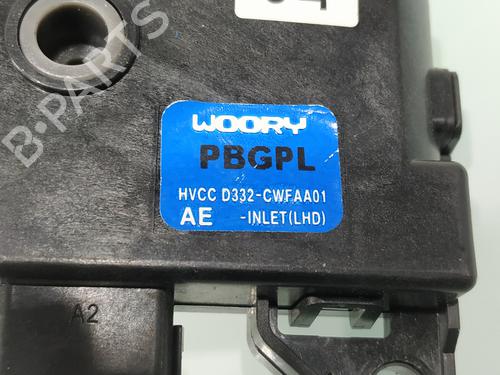 WOORY
PBGPL
HVCC D332-CWFAA01
AE -INLET(LHD)
A2
B-PARTS